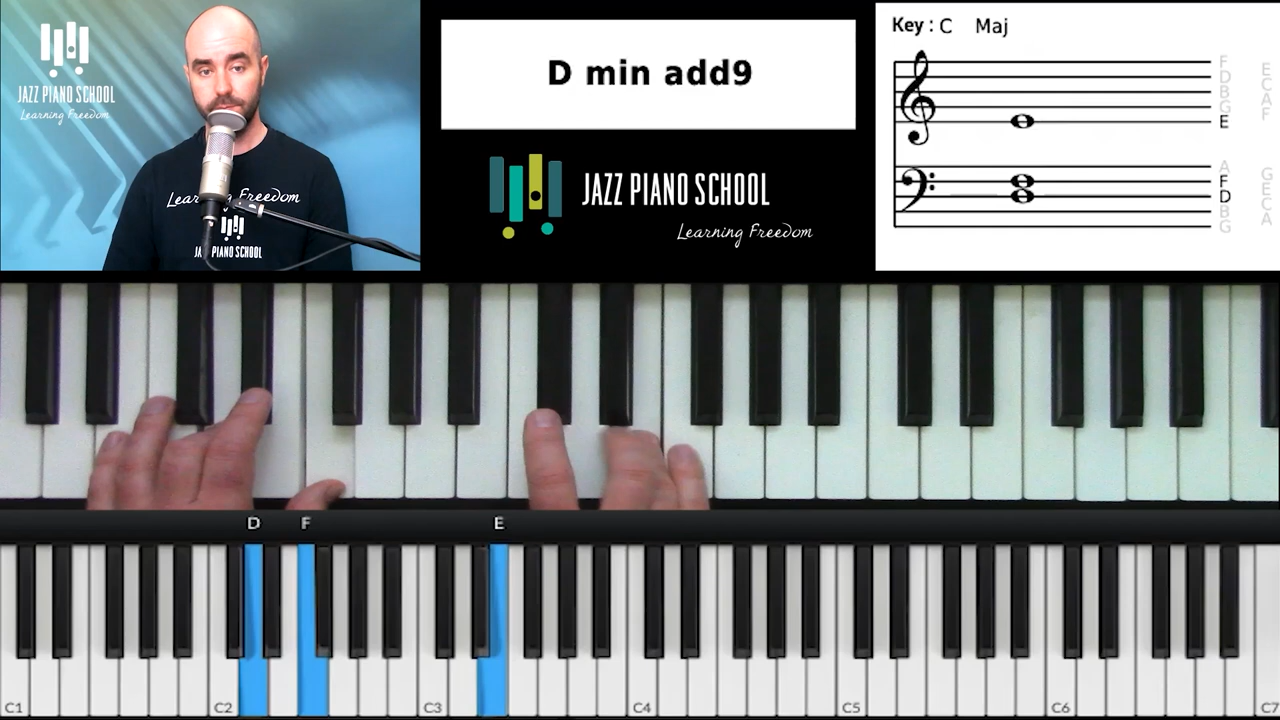 JAZZ PIANO SCHOOL
Learning Freedom
Learning Freedom
JAZZ PIANO SCHOOL
D min add9
JAZZ PIANO SCHOOL
Learning Freedom
Key : C Maj
F
D
B
G
E
E
C
A
F
A
F
D
B
G
G
E
C
A
D F E
C1 C2 C3 C4 C5 C6 C7